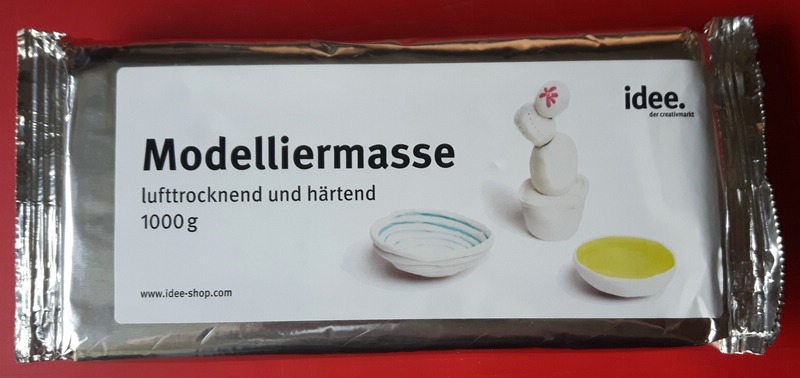 idee.
der creativmarkt
Modelliermasse
lufttrocknend und härtend
1000 g
www.idee-shop.com